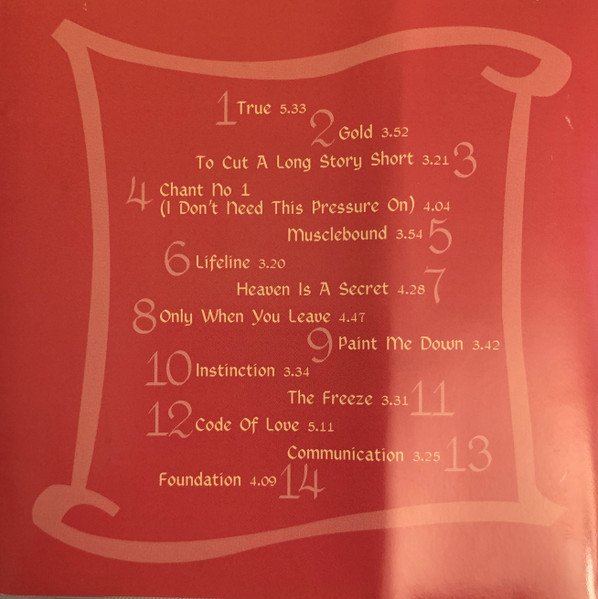 1 True 5.33
2 Gold 3.52
To Cut A Long Story Short 3.21 3
4 Chant No 1
(I Don't Need This Pressure On) 4.04
Musclebound 3.54 5
6 Lifeline 3.20
Heaven Is A Secret 4.28 7
8 Only When You Leave 4.47
9 Paint Me Down 3.42
10 Instinction 3.34
The Freeze 3.31 11
12 Code Of Love 5.11
Communication 3.25 13
Foundation 4.09 14